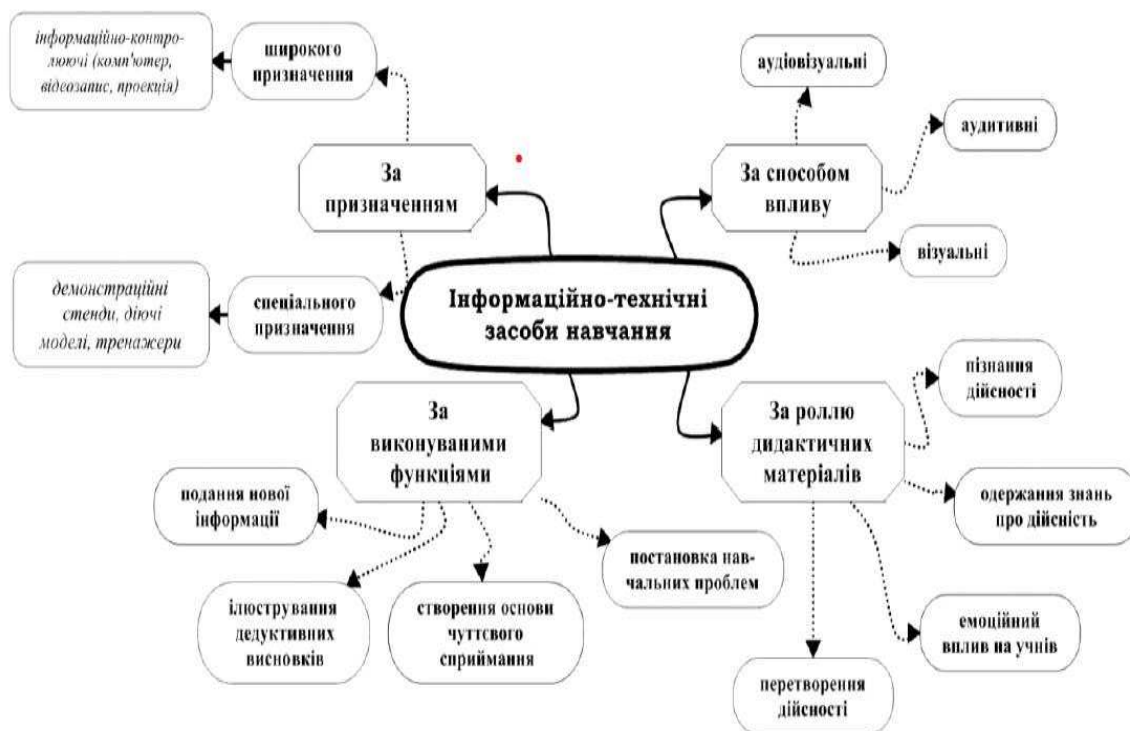 Інформаційно-технічні
засоби навчання
За
призначенням
широкого
призначення
інформаційно-контро-
люючі (комп'ютер,
відеозапис, проекція)
спеціального
призначення
демонстраційні
стенди, діючі
моделі, тренажери
За способом
впливу
аудіовізуальні
аудитивні
візуальні
За
виконуваними
функціями
подання нової
інформації
ілюстрування
дедуктивних
висновків
створення основи
чуттєвого
сприймання
постановка нав-
чальних проблем
За роллю
дидактичних
матеріалів
пізнання
дійсності
одержання знань
про дійсність
емоційний
вплив на учнів
перетворення
дійсності